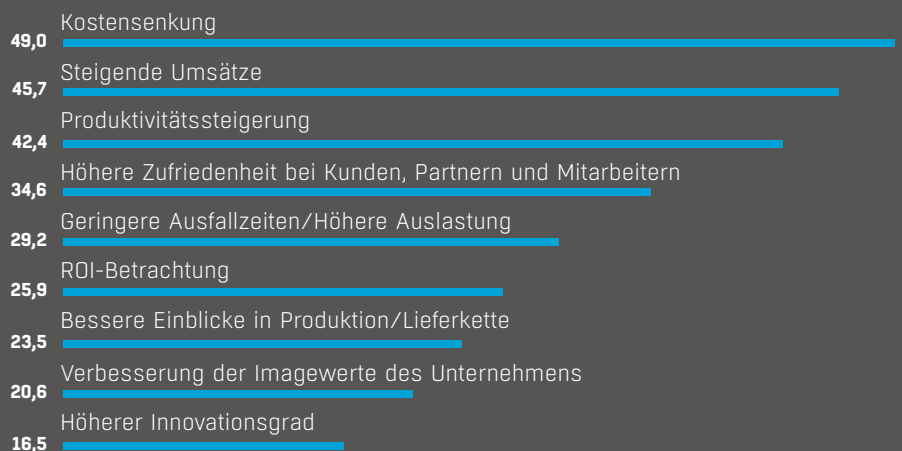 Kostensenkung
49,0
Steigende Umsätze
45,7
Produktivitätssteigerung
42,4
Höhere Zufriedenheit bei Kunden, Partnern und Mitarbeitern
34,6
Geringere Ausfallzeiten/Höhere Auslastung
29,2
ROI-Betrachtung
25,9
Bessere Einblicke in Produktion/Lieferkette
23,5
Verbesserung der Imagewerte des Unternehmens
20,6
Höherer Innovationsgrad
16,5